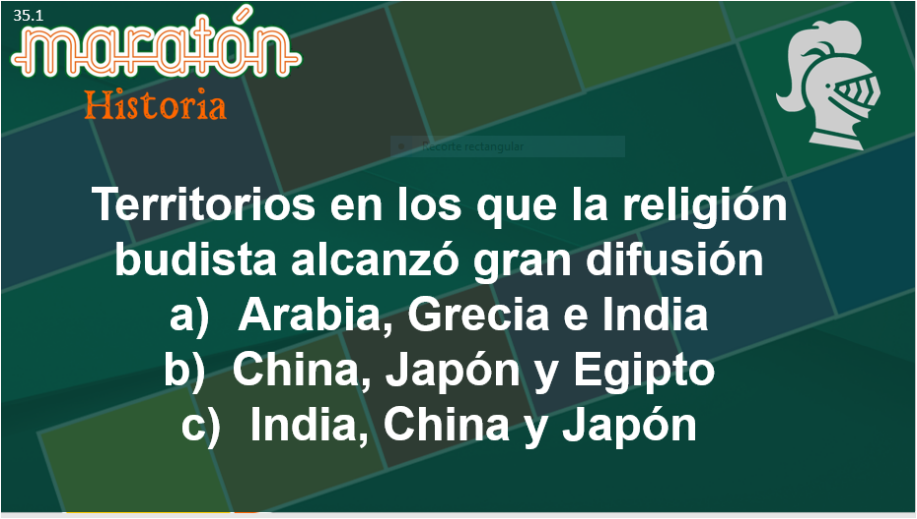 35.1
maratón
Historia
Recorte rectangular
Territorios en los que la religión
budista alcanzó gran difusión
a) Arabia, Grecia e India
b) China, Japón y Egipto
c) India, China y Japón